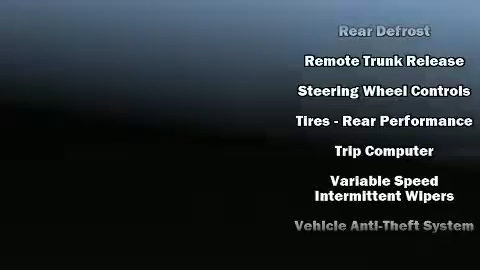 Rear Defrost
Remote Trunk Release
Steering Wheel Controls
Tires - Rear Performance
Trip Computer
Variable Speed
Intermittent Wipers
Vehicle Anti-Theft System